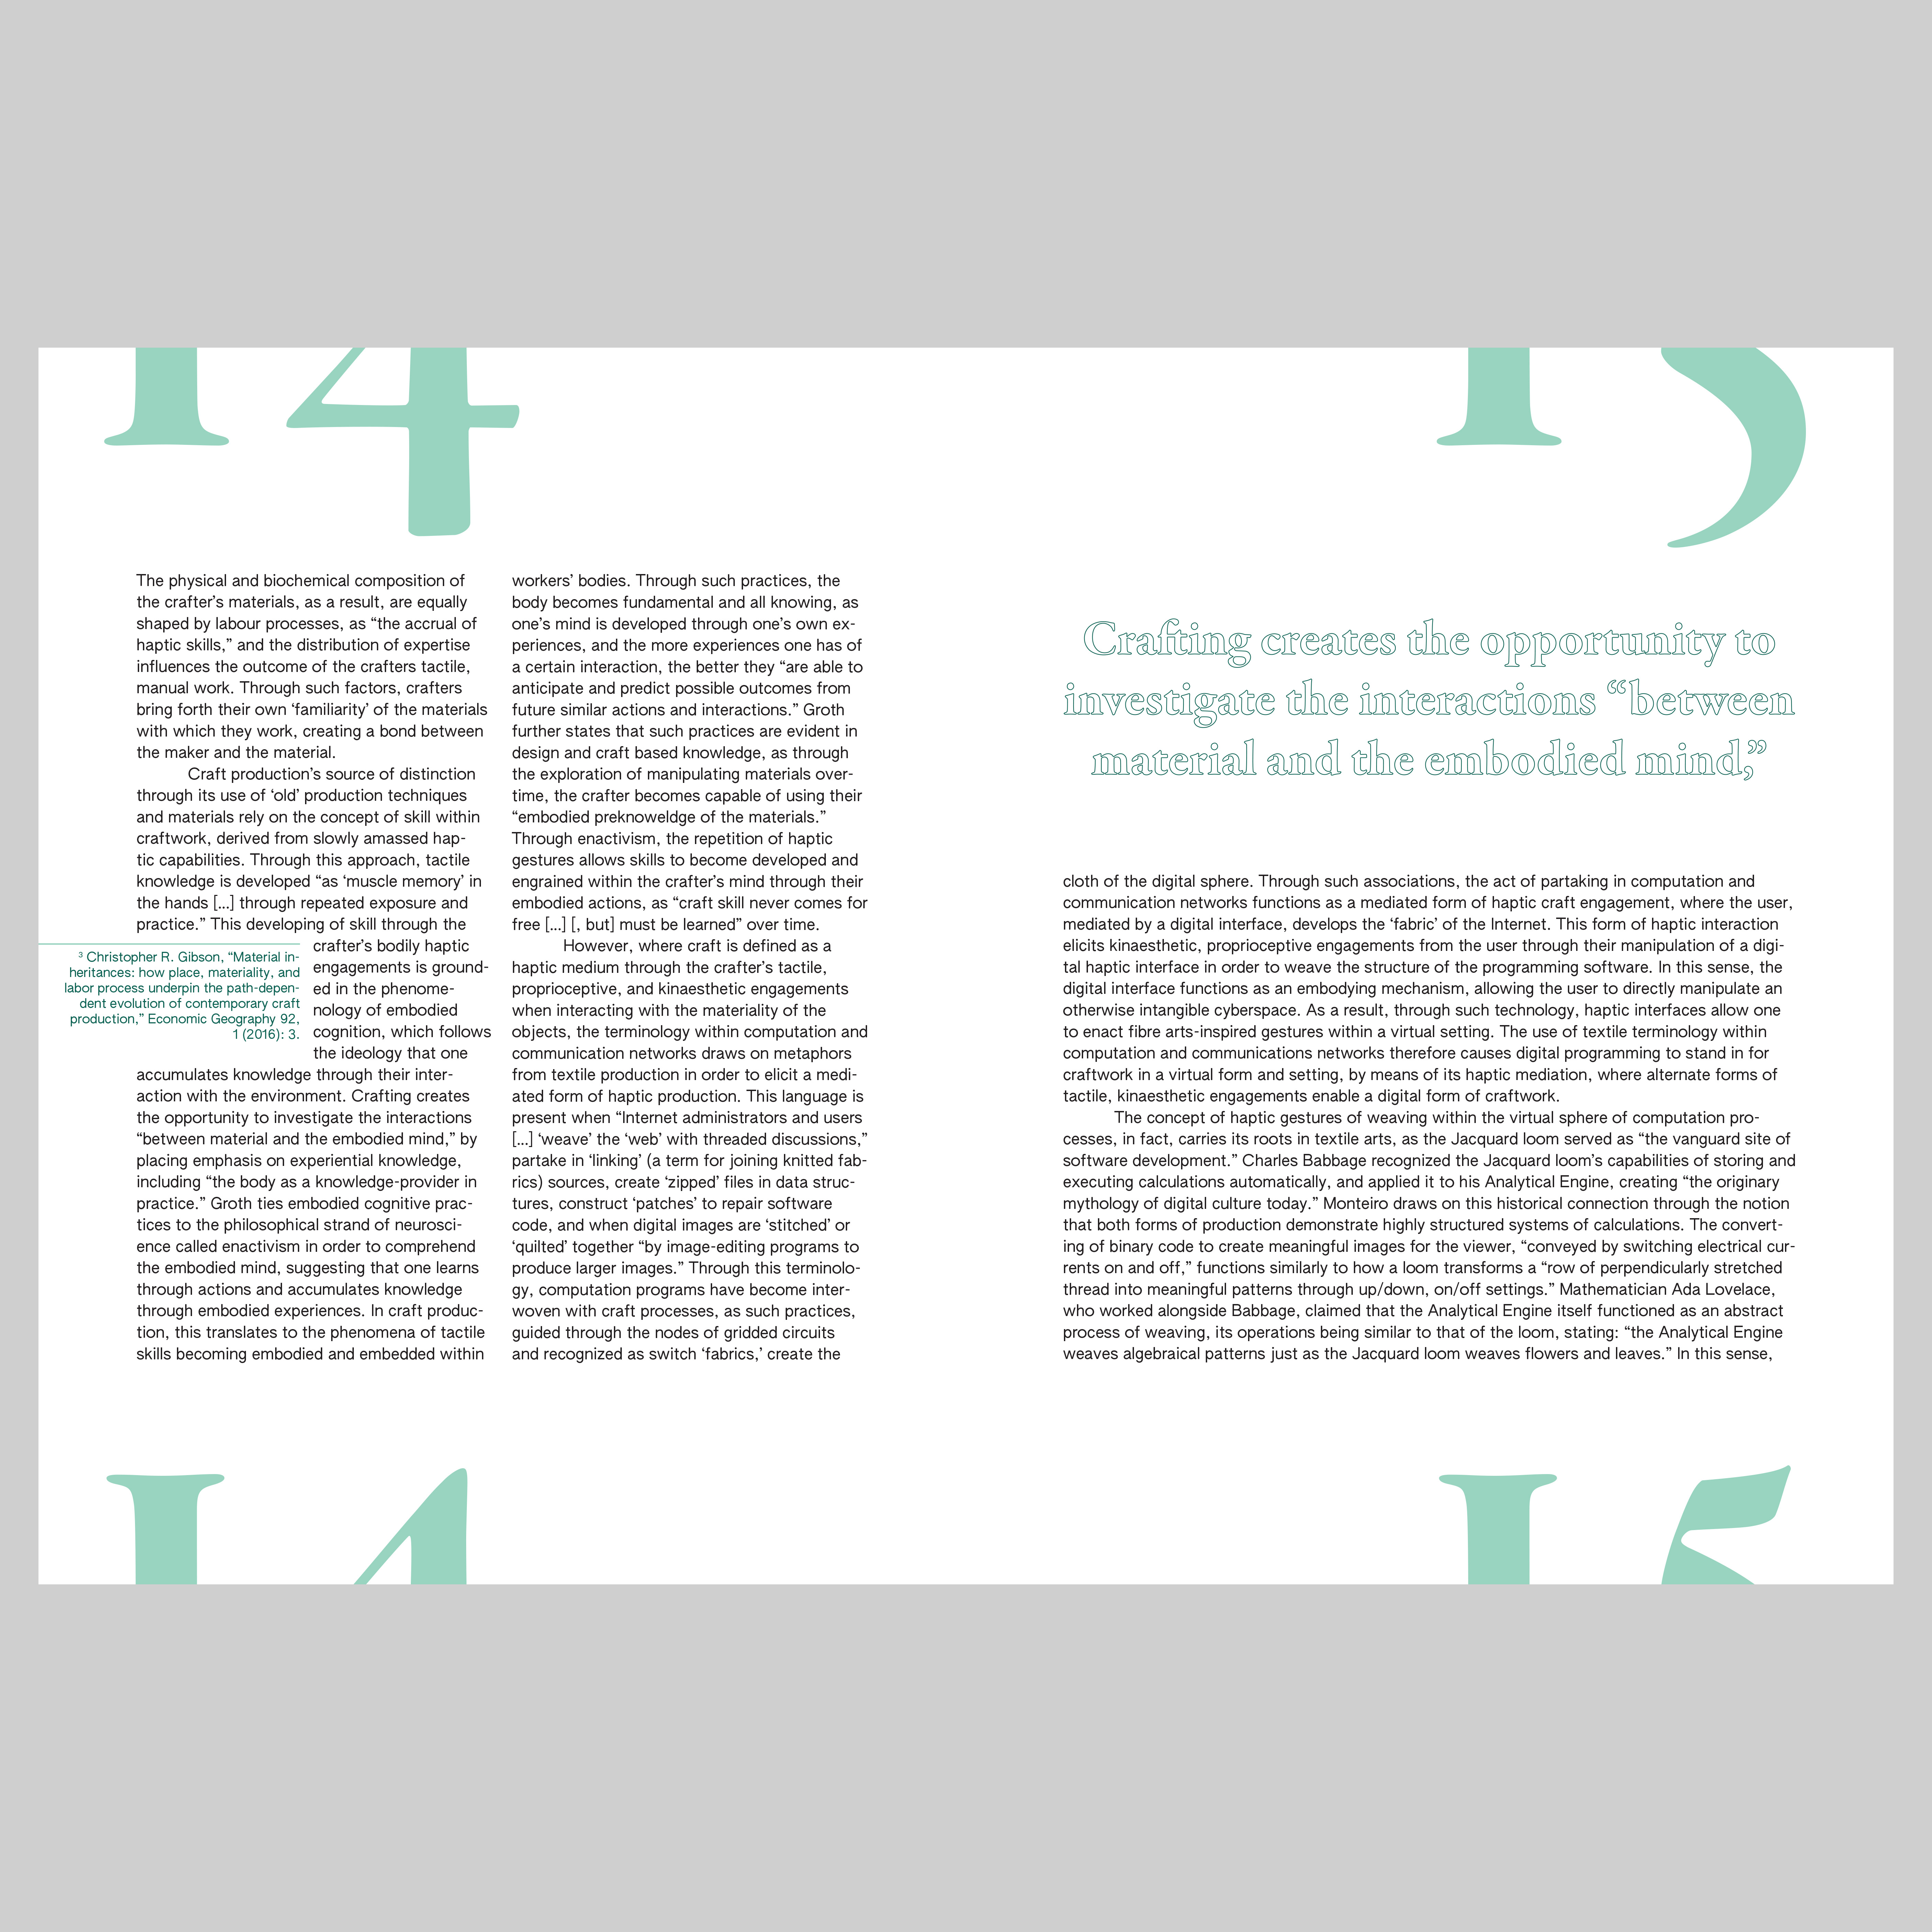 14
The physical and biochemical composition of
the crafter's materials, as a result, are equally
shaped by labour processes, as “the accrual of
haptic skills,” and the distribution of expertise
influences the outcome of the crafters tactile,
manual work. Through such factors, crafters
bring forth their own ‘familiarity’ of the materials
with which they work, creating a bond between
the maker and the material.
Craft production’s source of distinction
through its use of ‘old’ production techniques
and materials rely on the concept of skill within
craftwork, derived from slowly amassed hap-
tic capabilities. Through this approach, tactile
knowledge is developed “as ‘muscle memory’ in
the hands [...] through repeated exposure and
practice.” This developing of skill through the
crafter’s bodily haptic
engagements is ground-
ed in the phenome-
nology of embodied
cognition, which follows
the ideology that one
accumulates knowledge through their inter-
action with the environment. Crafting creates
the opportunity to investigate the interactions
“between material and the embodied mind,” by
placing emphasis on experiential knowledge,
including “the body as a knowledge-provider in
practice.” Groth ties embodied cognitive prac-
tices to the philosophical strand of neurosci-
ence called enactivism in order to comprehend
the embodied mind, suggesting that one learns
through actions and accumulates knowledge
through embodied experiences. In craft produc-
tion, this translates to the phenomena of tactile
skills becoming embodied and embedded within
³ Christopher R. Gibson, “Material in-
heritances: how place, materiality, and
labor process underpin the path-depen-
dent evolution of contemporary craft
production,” Economic Geography 92,
1 (2016): 3.
workers’ bodies. Through such practices, the
body becomes fundamental and all knowing, as
one’s mind is developed through one’s own ex-
periences, and the more experiences one has of
a certain interaction, the better they “are able to
anticipate and predict possible outcomes from
future similar actions and interactions.” Groth
further states that such practices are evident in
design and craft based knowledge, as through
the exploration of manipulating materials over-
time, the crafter becomes capable of using their
“embodied preknoweldge of the materials.”
Through enactivism, the repetition of haptic
gestures allows skills to become developed and
engrained within the crafter’s mind through their
embodied actions, as “craft skill never comes for
free [...] [, but] must be learned” over time.
However, where craft is defined as a
haptic medium through the crafter’s tactile,
proprioceptive, and kinaesthetic engagements
when interacting with the materiality of the
objects, the terminology within computation and
communication networks draws on metaphors
from textile production in order to elicit a medi-
ated form of haptic production. This language is
present when “Internet administrators and users
[...] ‘weave’ the ‘web’ with threaded discussions,”
partake in ‘linking’ (a term for joining knitted fab-
rics) sources, create ‘zipped’ files in data struc-
tures, construct ‘patches’ to repair software
code, and when digital images are ‘stitched’ or
‘quilted’ together “by image-editing programs to
produce larger images.” Through this terminolo-
gy, computation programs have become inter-
woven with craft processes, as such practices,
guided through the nodes of gridded circuits
and recognized as switch ‘fabrics,’ create the
14
15
Crafting creates the opportunity to
investigate the interactions “between
material and the embodied mind,”
cloth of the digital sphere. Through such associations, the act of partaking in computation and
communication networks functions as a mediated form of haptic craft engagement, where the user,
mediated by a digital interface, develops the ‘fabric’ of the Internet. This form of haptic interaction
elicits kinaesthetic, proprioceptive engagements from the user through their manipulation of a digi-
tal haptic interface in order to weave the structure of the programming software. In this sense, the
digital interface functions as an embodying mechanism, allowing the user to directly manipulate an
otherwise intangible cyberspace. As a result, through such technology, haptic interfaces allow one
to enact fibre arts-inspired gestures within a virtual setting. The use of textile terminology within
computation and communications networks therefore causes digital programming to stand in for
craftwork in a virtual form and setting, by means of its haptic mediation, where alternate forms of
tactile, kinaesthetic engagements enable a digital form of craftwork.
The concept of haptic gestures of weaving within the virtual sphere of computation pro-
cesses, in fact, carries its roots in textile arts, as the Jacquard loom served as “the vanguard site of
software development.” Charles Babbage recognized the Jacquard loom’s capabilities of storing and
executing calculations automatically, and applied it to his Analytical Engine, creating “the originary
mythology of digital culture today.” Monteiro draws on this historical connection through the notion
that both forms of production demonstrate highly structured systems of calculations. The convert-
ing of binary code to create meaningful images for the viewer, “conveyed by switching electrical cur-
rents on and off,” functions similarly to how a loom transforms a “row of perpendicularly stretched
thread into meaningful patterns through up/down, on/off settings.” Mathematician Ada Lovelace,
who worked alongside Babbage, claimed that the Analytical Engine itself functioned as an abstract
process of weaving, its operations being similar to that of the loom, stating: “the Analytical Engine
weaves algebraical patterns just as the Jacquard loom weaves flowers and leaves.” In this sense,
15